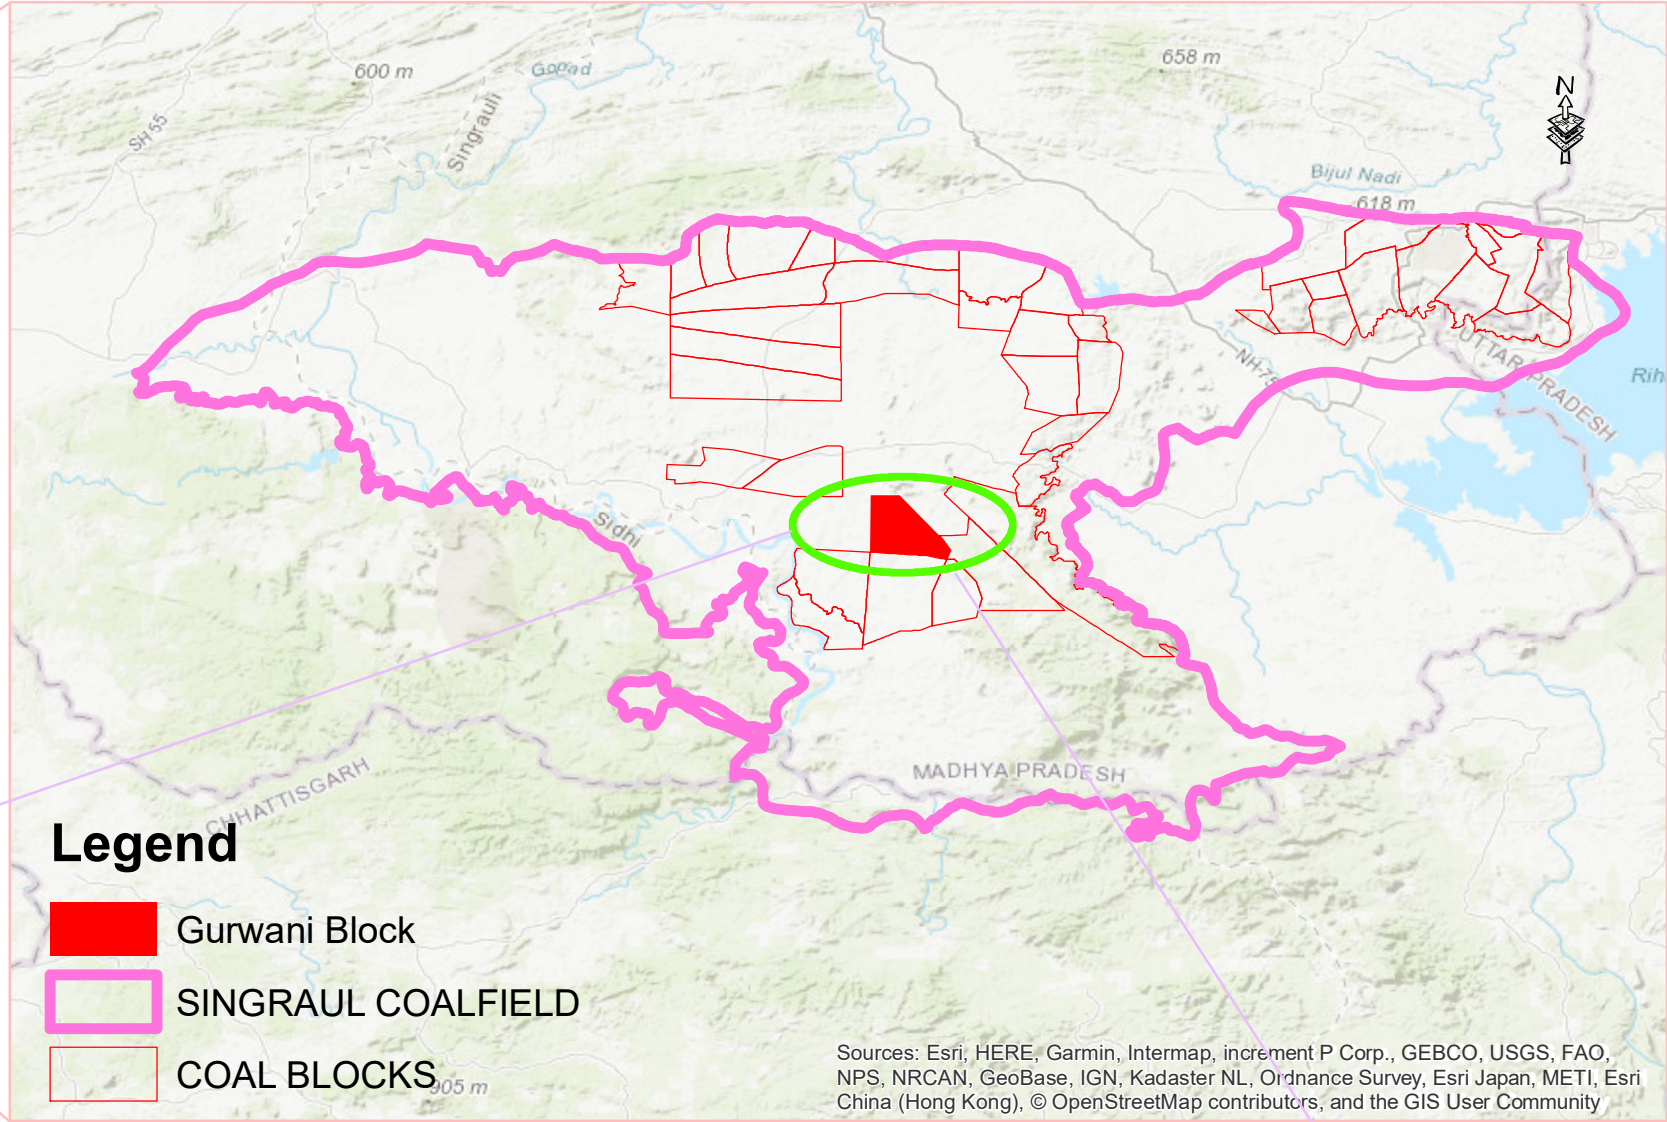 600 m
Gopad
658 m
N
SH 55
Singrauli
Bijul Nadi
618 m
NH-75
UTTAR PRADESH
Rih
Sidhi
MADHYA PRADESH
CHHATTISGARH
Legend
Gurwani Block
SINGRAUL COALFIELD
COAL BLOCKS
905 m
Sources: Esri, HERE, Garmin, Intermap, increment P Corp., GEBCO, USGS, FAO,
NPS, NRCAN, GeoBase, IGN, Kadaster NL, Ordnance Survey, Esri Japan, METI, Esri
China (Hong Kong), © OpenStreetMap contributors, and the GIS User Community